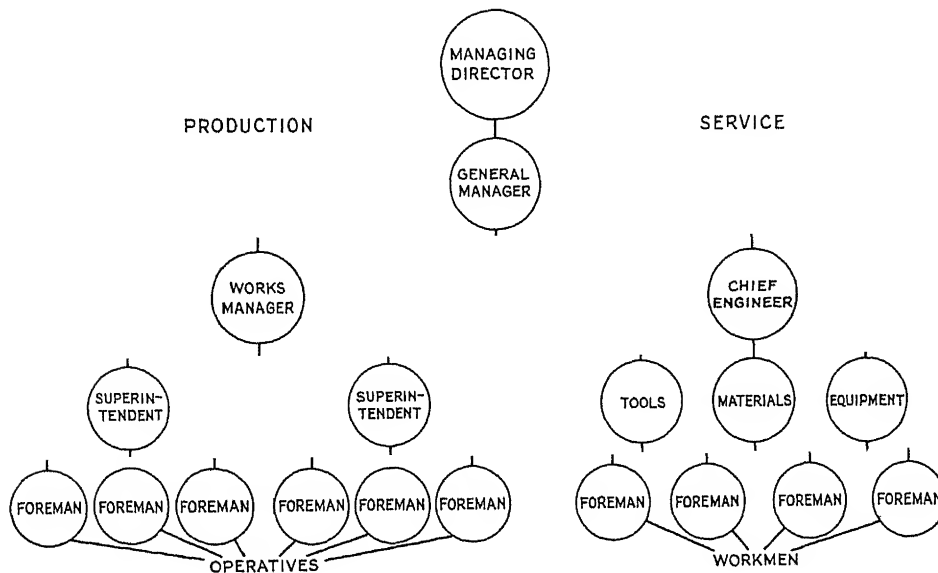 MANAGING
DIRECTOR
PRODUCTION
SERVICE
GENERAL
MANAGER
WORKS
MANAGER
CHIEF
ENGINEER
SUPERIN-
TENDENT
SUPERIN-
TENDENT
TOOLS
MATERIALS
EQUIPMENT
FOREMAN
FOREMAN
FOREMAN
FOREMAN
FOREMAN
FOREMAN
FOREMAN
FOREMAN
FOREMAN
FOREMAN
OPERATIVES
WORKMEN